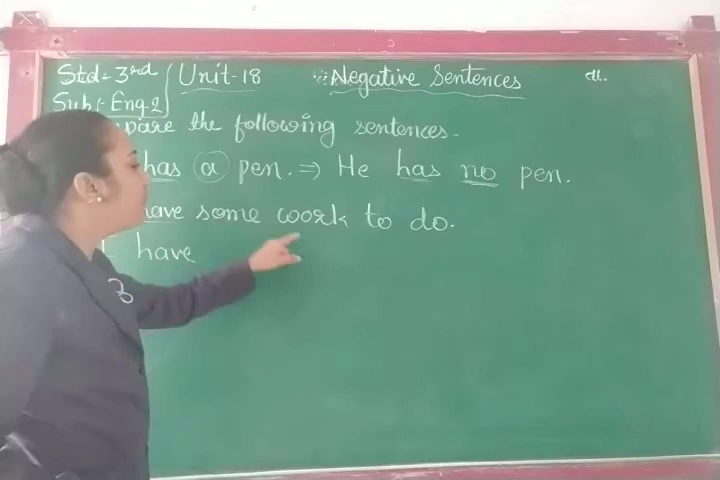 Std-3rd Unit-18 Negative Sentences dt.
Sub:- Eng-2
pare the following sentences.
has a pen. ⇒ He has no pen.
have some work to do.
I have